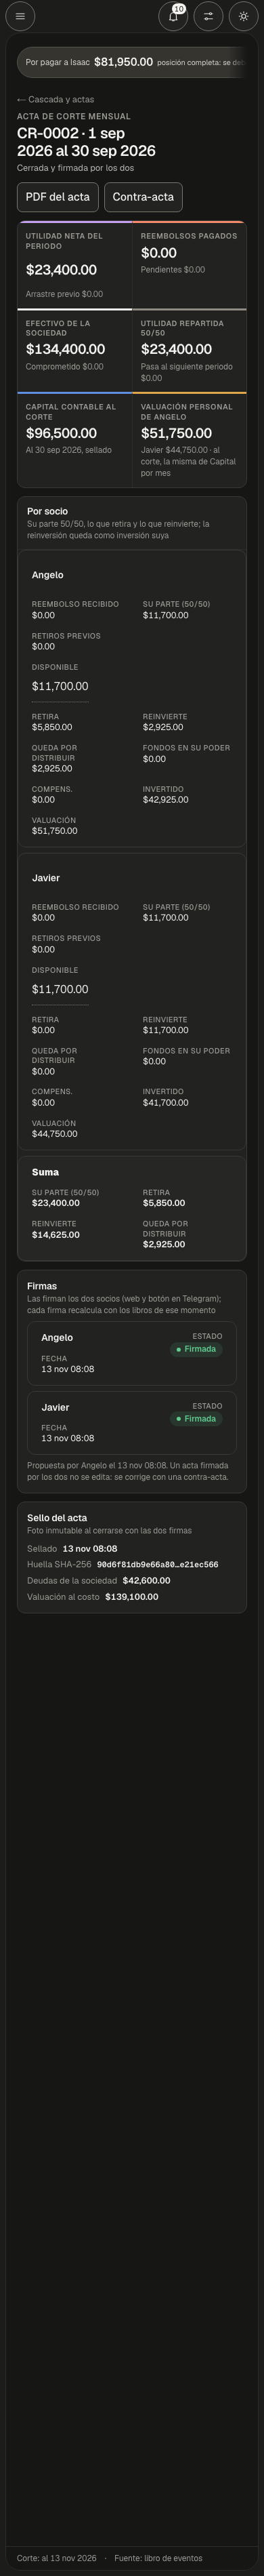 10
Por pagar a Isaac $81,950.00 posición completa: se
← Cascada y actas
ACTA DE CORTE MENSUAL
CR-0002 · 1 sep
2026 al 30 sep 2026
Cerrada y firmada por los dos
PDF del acta
Contra-acta
UTILIDAD NETA DEL
PERIODO
$23,400.00
Arrastre previo $0.00
REEMBOLSOS PAGADOS
$0.00
Pendientes $0.00
EFECTIVO DE LA
SOCIEDAD
$134,400.00
Comprometido $0.00
UTILIDAD REPARTIDA
50/50
$23,400.00
Pasa al siguiente periodo
$0.00
CAPITAL CONTABLE AL
CORTE
$96,500.00
Al 30 sep 2026, sellado
VALUACIÓN PERSONAL
DE ANGELO
$51,750.00
Javier $44,750.00 · al
corte, la misma de Capital
por mes
Por socio
Su parte 50/50, lo que retira y lo que reinvierte; la
reinversión queda como inversión suya
Angelo
REEMBOLSO RECIBIDO
$0.00
SU PARTE (50/50)
$11,700.00
RETIROS PREVIOS
$0.00
DISPONIBLE
$11,700.00
RETIRA
$5,850.00
REINVIERTE
$2,925.00
QUEDA POR
DISTRIBUIR
$2,925.00
FONDOS EN SU PODER
$0.00
COMPENS.
$0.00
INVERTIDO
$42,925.00
VALUACIÓN
$51,750.00
Javier
REEMBOLSO RECIBIDO
$0.00
SU PARTE (50/50)
$11,700.00
RETIROS PREVIOS
$0.00
DISPONIBLE
$11,700.00
RETIRA
$0.00
REINVIERTE
$11,700.00
QUEDA POR
DISTRIBUIR
$0.00
FONDOS EN SU PODER
$0.00
COMPENS.
$0.00
INVERTIDO
$41,700.00
VALUACIÓN
$44,750.00
Suma
SU PARTE (50/50)
$23,400.00
RETIRA
$5,850.00
REINVIERTE
$14,625.00
QUEDA POR
DISTRIBUIR
$2,925.00
Firmas
Las firman los dos socios (web y botón en Telegram);
cada firma recalcula con los libros de ese momento
Angelo
ESTADO
Firmada
FECHA
13 nov 08:08
Javier
ESTADO
Firmada
FECHA
13 nov 08:08
Propuesta por Angelo el 13 nov 08:08. Un acta firmada
por los dos no se edita: se corrige con una contra-acta.
Sello del acta
Foto inmutable al cerrarse con las dos firmas
Sellado 13 nov 08:08
Huella SHA-256 90d6f81db9e66a80…e21ec566
Deudas de la sociedad $42,600.00
Valuación al costo $139,100.00
Corte: al 13 nov 2026 · Fuente: libro de eventos